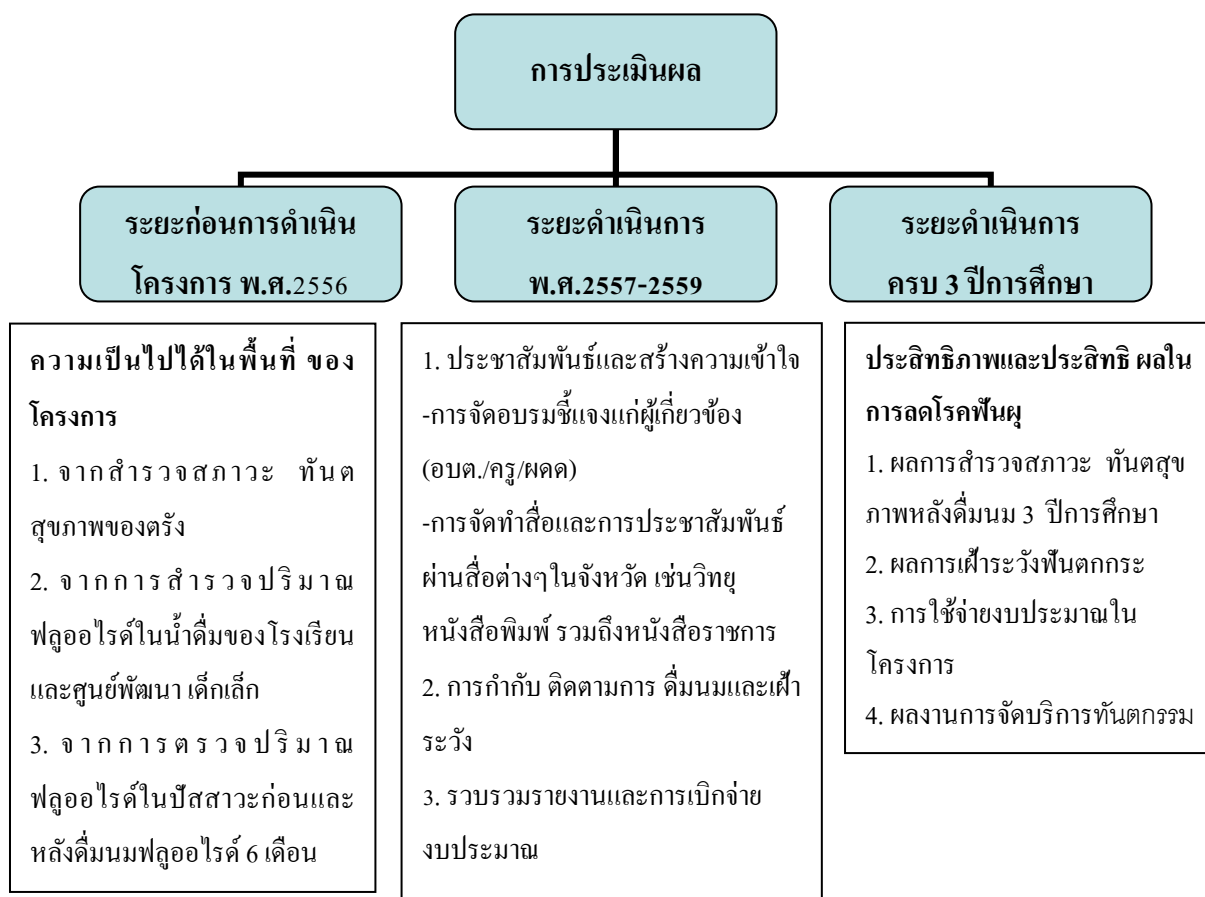 การประเมินผล
ระยะก่อนการดำเนิน
โครงการ พ.ศ.2556
ระยะดำเนินการ
พ.ศ.2557-2559
ระยะดำเนินการ
ครบ 3 ปีการศึกษา
ความเป็นไปได้ในพื้นที่ ของ
โครงการ
1. จากสำรวจสภาวะ ทันต
สุขภาพของตรัง
2. จากการสำรวจปริมาณ
ฟลูออไรด์ในน้ำดื่มของโรงเรียน
และศูนย์พัฒนา เด็กเล็ก
3. จากการตรวจปริมาณ
ฟลูออไรด์ในปัสสาวะก่อนและ
หลังดื่มนมฟลูออไรด์ 6 เดือน
1. ประชาสัมพันธ์และสร้างความเข้าใจ
-การจัดอบรมชี้แจงแก่ผู้เกี่ยวข้อง
(อบต./ครู/ผดด)
-การจัดทำสื่อและการประชาสัมพันธ์
ผ่านสื่อต่างๆในจังหวัด เช่นวิทยุ
หนังสือพิมพ์ รวมถึงหนังสือราชการ
2. การกำกับ ติดตามการ ดื่มนมและเฝ้า
ระวัง
3. รวบรวมรายงานและการเบิกจ่าย
งบประมาณ
ประสิทธิภาพและประสิทธิ ผลใน
การลดโรคฟันผุ
1. ผลการสำรวจสภาวะ ทันตสุข
ภาพหลังดื่มนม 3 ปีการศึกษา
2. ผลการเฝ้าระวังฟันตกกระ
3. การใช้จ่ายงบประมาณใน
โครงการ
4. ผลงานการจัดบริการทันตกรรม